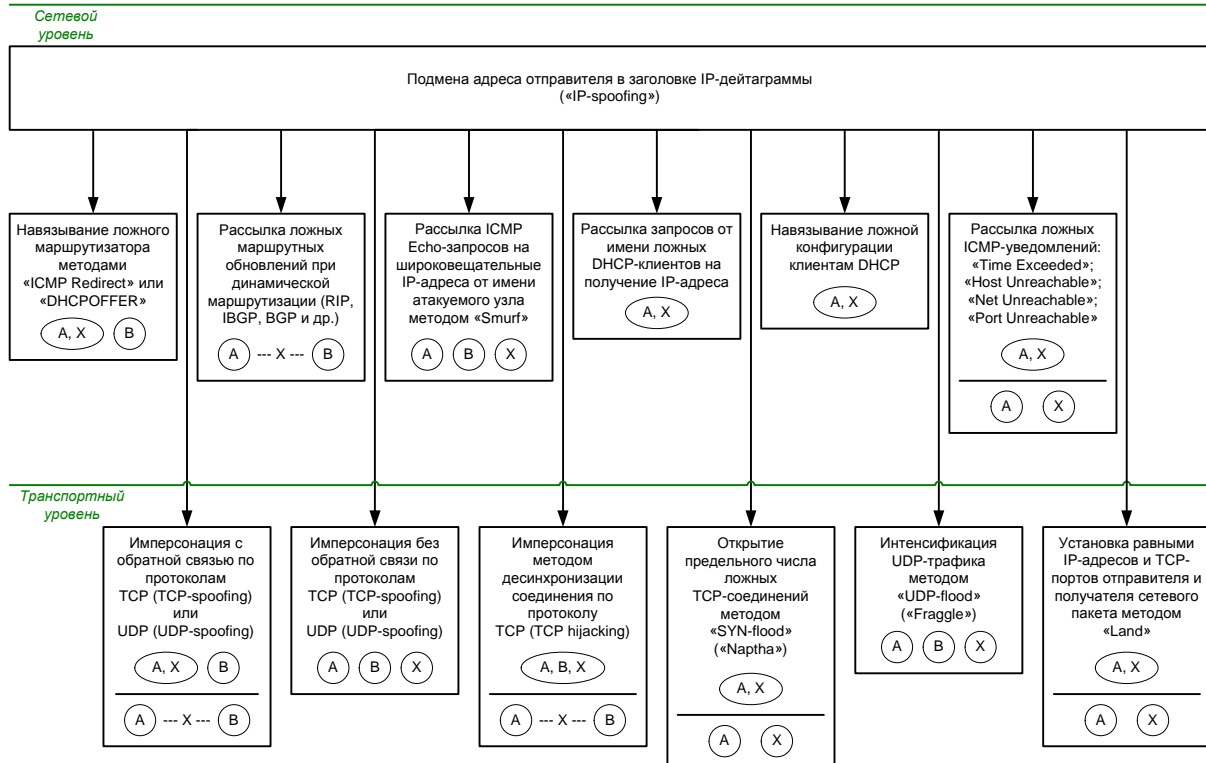 Сетевой
уровень
Подмена адреса отправителя в заголовке IP-дейтаграммы
(«IP-spoofing»)
Навязывание ложного
маршрутизатора
методами
«ICMP Redirect» или
«DHCPOFFER»
A, X B
Рассылка ложных
маршрутных
обновлений при
динамической
маршрутизации (RIP,
IBGP, BGP и др.)
A --- X --- B
Рассылка ICMP
Echo-запросов на
широковещательные
IP-адреса от имени
атакуемого узла
методом «Smurf»
A B X
Рассылка запросов от
имени ложных
DHCP-клиентов на
получение IP-адреса
A, X
Навязывание ложной
конфигурации
клиентам DHCP
A, X
Рассылка ложных
ICMP-уведомлений:
«Time Exceeded»;
«Host Unreachable»;
«Net Unreachable»;
«Port Unreachable»
A, X
A X
Транспортный
уровень
Имперсонация с
обратной связью по
протоколам
TCP (TCP-spoofing)
или
UDP (UDP-spoofing)
A, X B
A --- X --- B
Имперсонация без
обратной связи по
протоколам
TCP (TCP-spoofing)
или
UDP (UDP-spoofing)
A B X
Имперсонация
методом
десинхронизации
соединения по
протоколу
TCP (TCP hijacking)
A, B, X
A --- X --- B
Открытие
предельного числа
ложных
TCP-соединений
методом
«SYN-flood»
(«Naptha»)
A, X
A X
Интенсификация
UDP-трафика
методом
«UDP-flood»
(«Fraggle»)
A B X
Установка равными
IP-адресов и TCP-
портов отправителя и
получателя сетевого
пакета методом
«Land»
A, X
A X